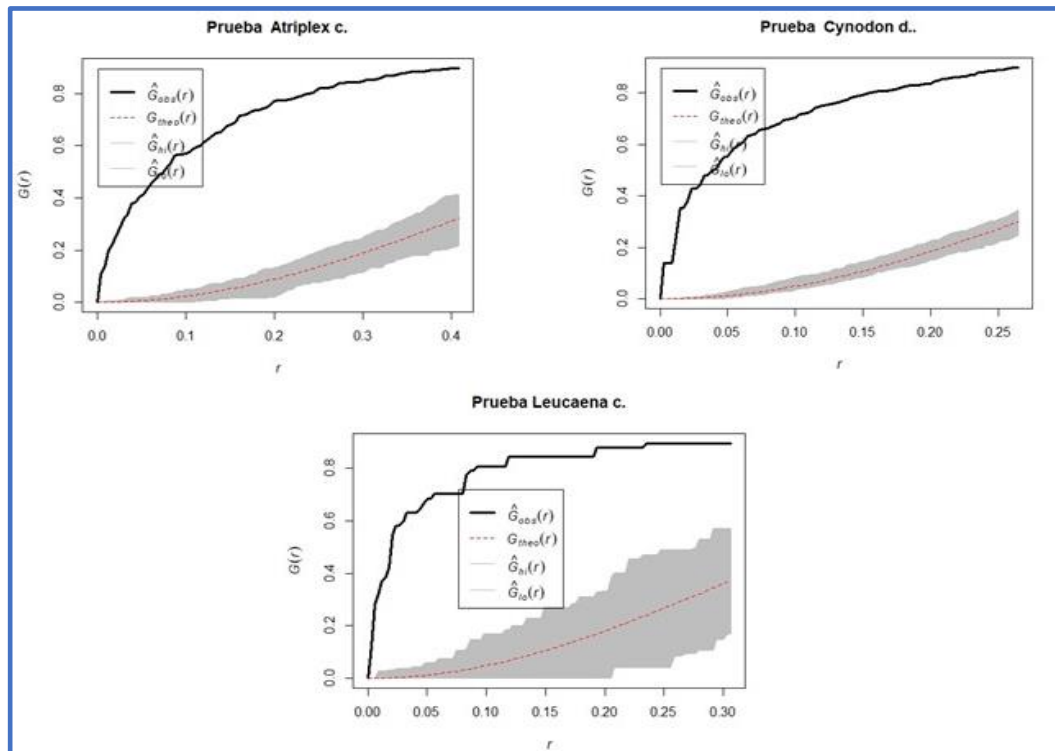 Prueba Atriplex c.
G(r)
0.0 0.2 0.4 0.6 0.8
Ĝobs(r)
Gtheo(r)
Ĝhi(r)
Ĝlo(r)
0.0 0.1 0.2 0.3 0.4
r
Prueba Cynodon d..
G(r)
0.0 0.2 0.4 0.6 0.8
Ĝobs(r)
Gtheo(r)
Ĝhi(r)
Ĝlo(r)
0.00 0.05 0.10 0.15 0.20 0.25
r
Prueba Leucaena c.
G(r)
0.0 0.2 0.4 0.6 0.8
Ĝobs(r)
Gtheo(r)
Ĝhi(r)
Ĝlo(r)
0.00 0.05 0.10 0.15 0.20 0.25 0.30
r